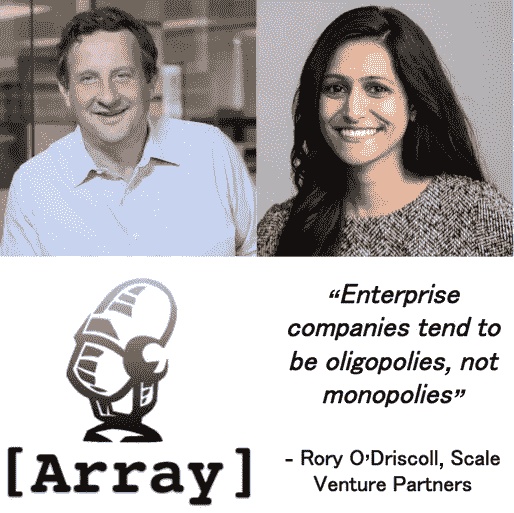 “Enterprise
companies tend to
be oligopolies, not
monopolies”
- Rory O’Driscoll, Scale
Venture Partners
[Array]